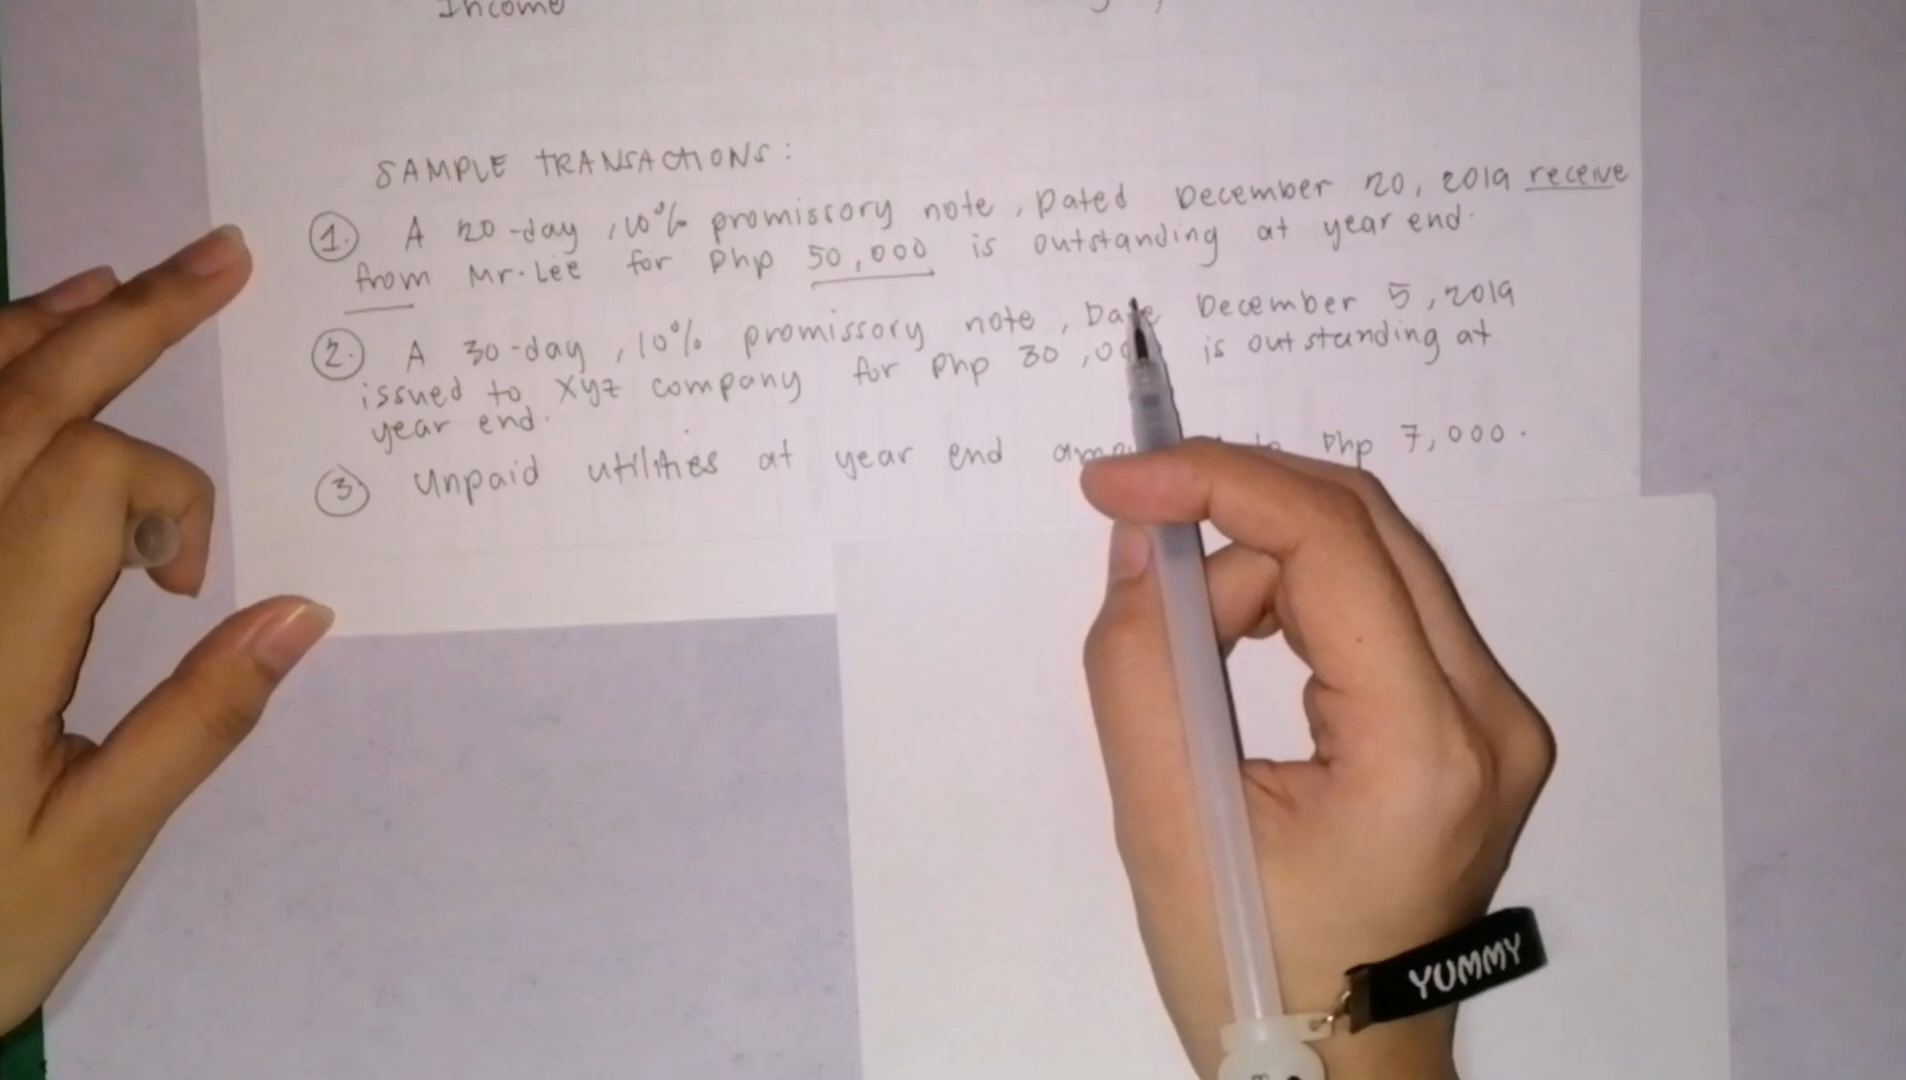 Income
SAMPLE TRANSACTIONS:
1. A 20-day, 10% promissory note, Dated December 20, 2019 receive
from Mr. Lee for Php 50,000 is outstanding at year end.
2. A 30-day, 10% promissory note, December 5, 2019
issued to XYZ company for Php is outstanding at
year end.
3 Unpaid utilities at year end Php 7,000.
YUMMY